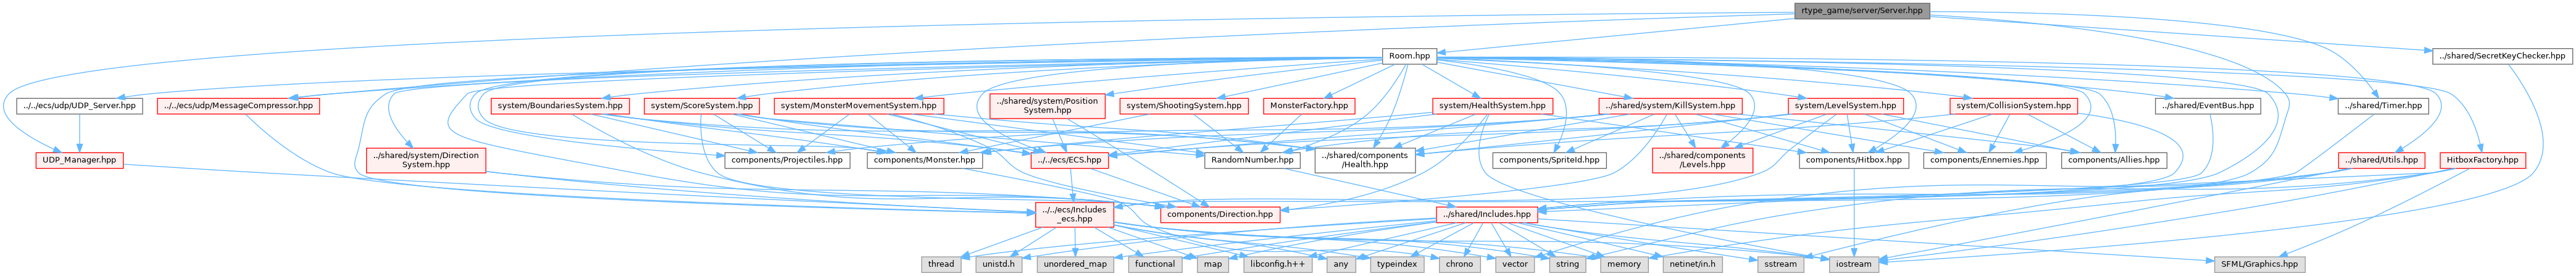 rtype_game/server/Server.hpp
Room.hpp
../shared/SecretKeyChecker.hpp
../../ecs/udp/UDP_Server.hpp
../../ecs/udp/MessageCompressor.hpp
system/BoundariesSystem.hpp
system/ScoreSystem.hpp
system/MonsterMovementSystem.hpp
../shared/system/Position
System.hpp
system/ShootingSystem.hpp
MonsterFactory.hpp
system/HealthSystem.hpp
../shared/system/KillSystem.hpp
system/LevelSystem.hpp
system/CollisionSystem.hpp
../shared/EventBus.hpp
../shared/Timer.hpp
UDP_Manager.hpp
../shared/system/Direction
System.hpp
components/Projectiles.hpp
components/Monster.hpp
../../ecs/ECS.hpp
RandomNumber.hpp
../shared/components
/Health.hpp
components/SpriteId.hpp
../shared/components
/Levels.hpp
components/Hitbox.hpp
components/Ennemies.hpp
components/Allies.hpp
../shared/Utils.hpp
HitboxFactory.hpp
../../ecs/Includes
_ecs.hpp
components/Direction.hpp
../shared/Includes.hpp
thread
unistd.h
unordered_map
functional
map
libconfig.h++
any
typeindex
chrono
vector
string
memory
netinet/in.h
sstream
iostream
SFML/Graphics.hpp